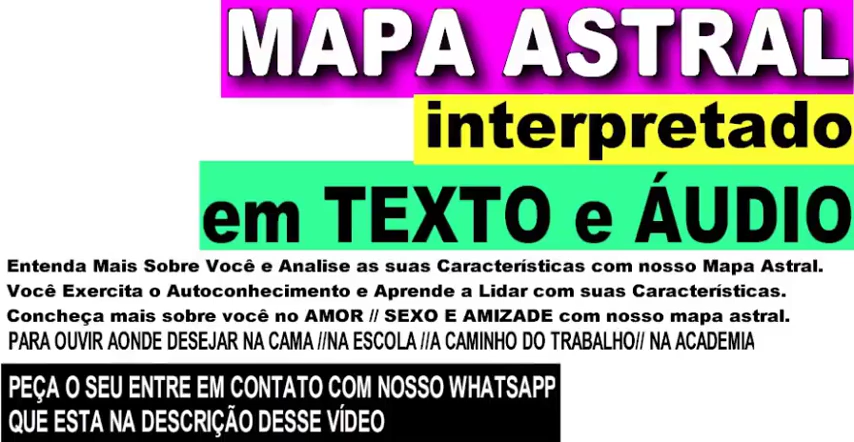 MAPA ASTRAL
interpretado
em TEXTO e ÁUDIO
Entenda Mais Sobre Você e Analise as suas Características com nosso Mapa Astral.
Você Exercita o Autoconhecimento e Aprende a Lidar com suas Características.
Concheça mais sobre você no AMOR // SEXO E AMIZADE com nosso mapa astral.
PARA OUVIR AONDE DESEJAR NA CAMA //NA ESCOLA //A CAMINHO DO TRABALHO// NA ACADEMIA
PEÇA O SEU ENTRE EM CONTATO COM NOSSO WHATSAPP
QUE ESTA NA DESCRIÇÃO DESSE VÍDEO